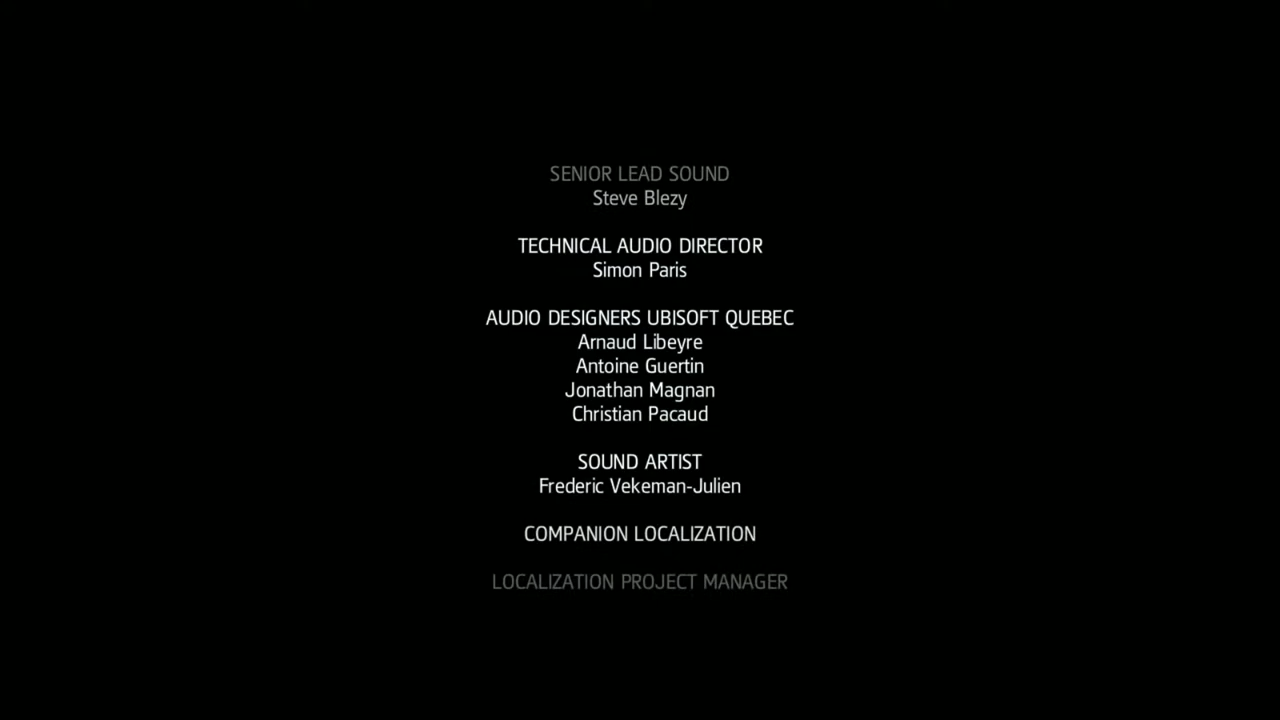 SENIOR LEAD SOUND
Steve Blezy
TECHNICAL AUDIO DIRECTOR
Simon Paris
AUDIO DESIGNERS UBISOFT QUEBEC
Arnaud Libeyre
Antoine Guertin
Jonathan Magnan
Christian Pacaud
SOUND ARTIST
Frederic Vekeman-Julien
COMPANION LOCALIZATION
LOCALIZATION PROJECT MANAGER